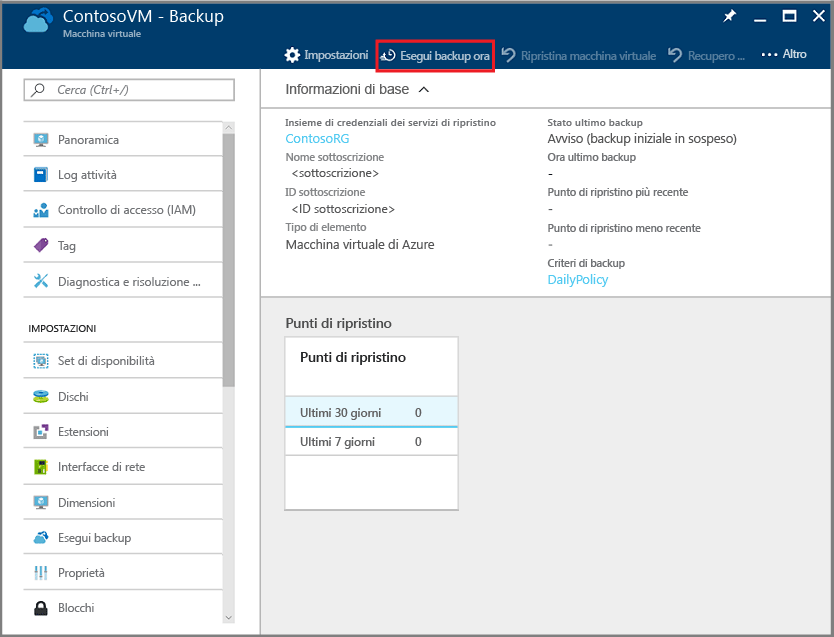 ContosoVM - Backup
Macchina virtuale
Impostazioni
Esegui backup ora
Ripristina macchina virtuale
Recupero ...
Altro
Cerca (Ctrl+/)
Panoramica
Log attività
Controllo di accesso (IAM)
Tag
Diagnostica e risoluzione ...
IMPOSTAZIONI
Set di disponibilità
Dischi
Estensioni
Interfacce di rete
Dimensioni
Esegui backup
Proprietà
Blocchi
Informazioni di base
Insieme di credenziali dei servizi di ripristino
ContosoRG
Nome sottoscrizione
<sottoscrizione>
ID sottoscrizione
<ID sottoscrizione>
Tipo di elemento
Macchina virtuale di Azure
Stato ultimo backup
Avviso (backup iniziale in sospeso)
Ora ultimo backup
-
Punto di ripristino più recente
-
Punto di ripristino meno recente
-
Criteri di backup
DailyPolicy
Punti di ripristino
Punti di ripristino
Ultimi 30 giorni 0
Ultimi 7 giorni 0